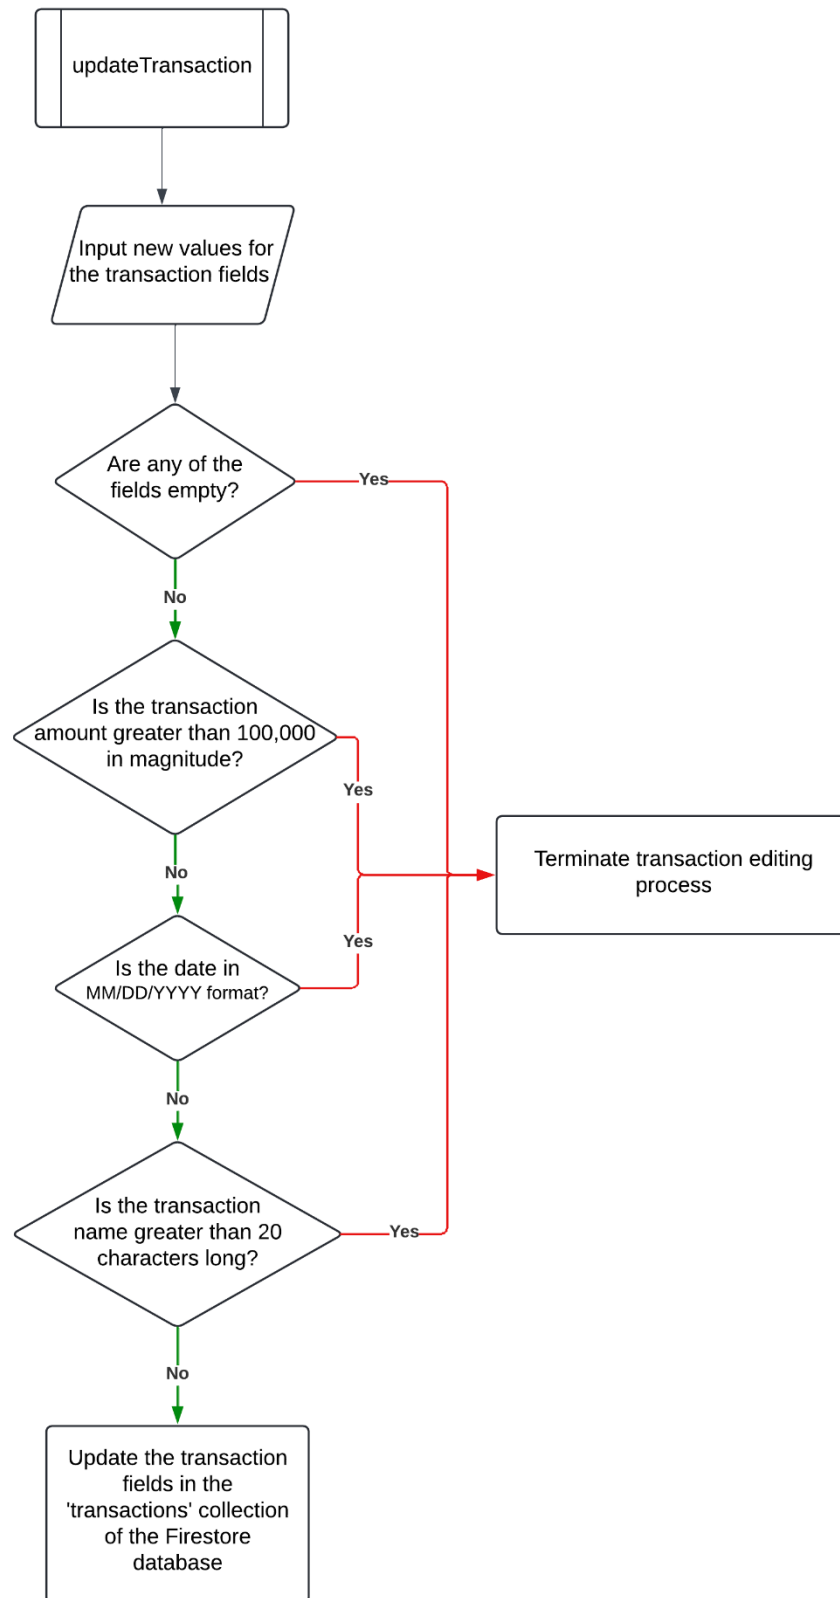 updateTransaction
Input new values for
the transaction fields
Are any of the
fields empty?
Yes
No
Is the transaction
amount greater than 100,000
in magnitude?
Yes
No
Terminate transaction editing
process
Is the date in
MM/DD/YYYY format?
Yes
No
Is the transaction
name greater than 20
characters long?
Yes
No
Update the transaction
fields in the
'transactions' collection
of the Firestore
database